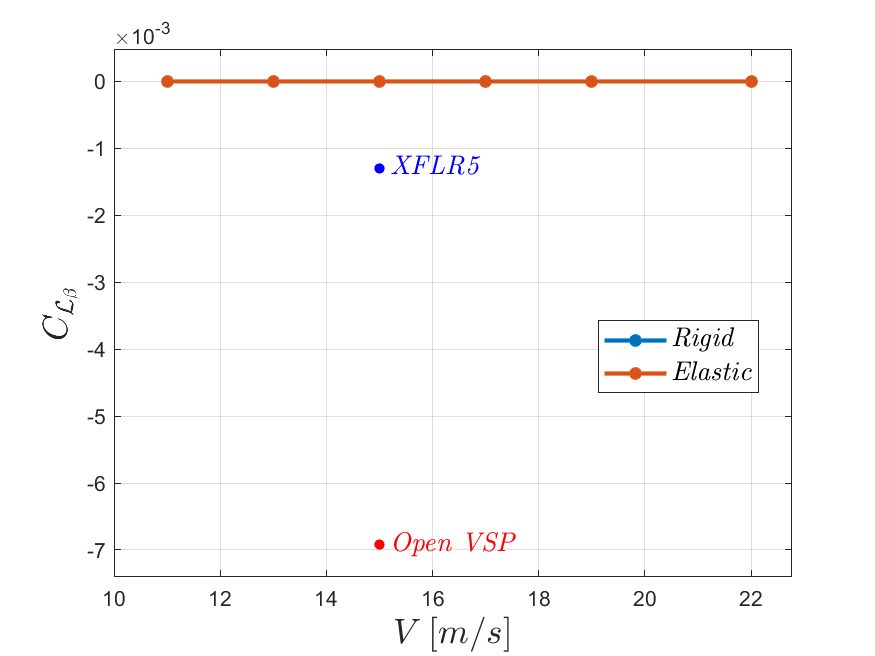 ×10⁻³
0
-1
-2
-3
-4
-5
-6
-7
C_{ℒ_β}
XFLR5
Open VSP
Rigid
Elastic
10 12 14 16 18 20 22
V [m/s]